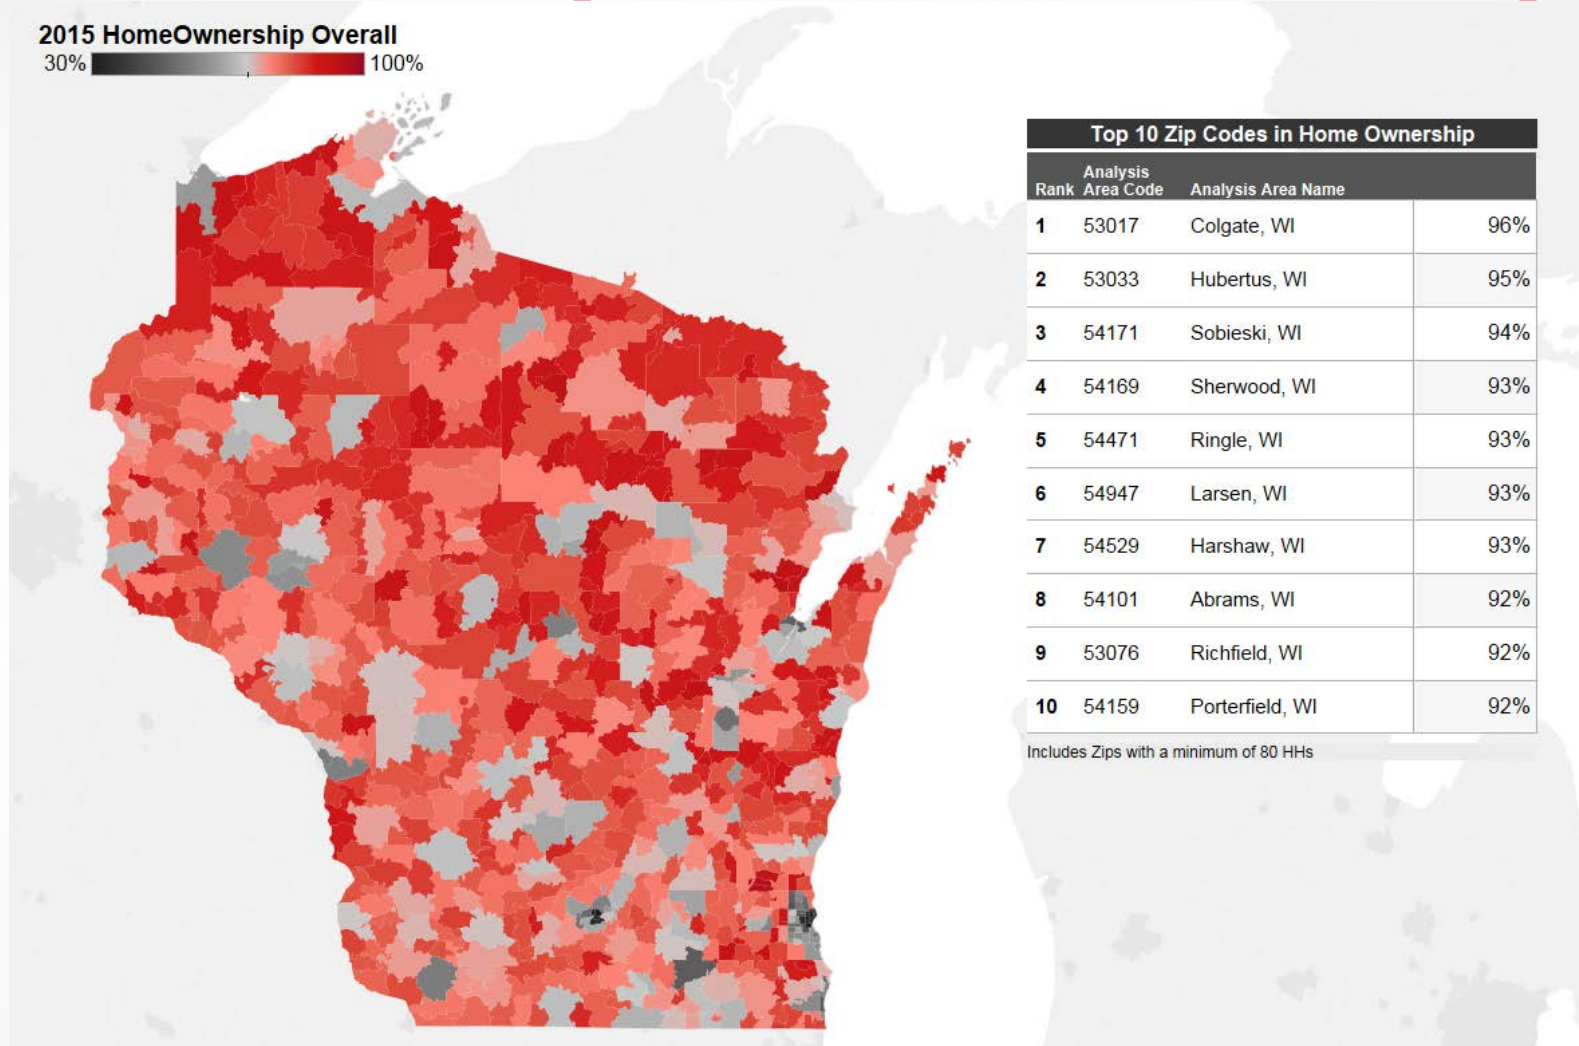 2015 HomeOwnership Overall
30% 100%
Top 10 Zip Codes in Home Ownership
Analysis
Rank Area Code Analysis Area Name
1 53017 Colgate, WI 96%
2 53033 Hubertus, WI 95%
3 54171 Sobieski, WI 94%
4 54169 Sherwood, WI 93%
5 54471 Ringle, WI 93%
6 54947 Larsen, WI 93%
7 54529 Harshaw, WI 93%
8 54101 Abrams, WI 92%
9 53076 Richfield, WI 92%
10 54159 Porterfield, WI 92%
Includes Zips with a minimum of 80 HHs